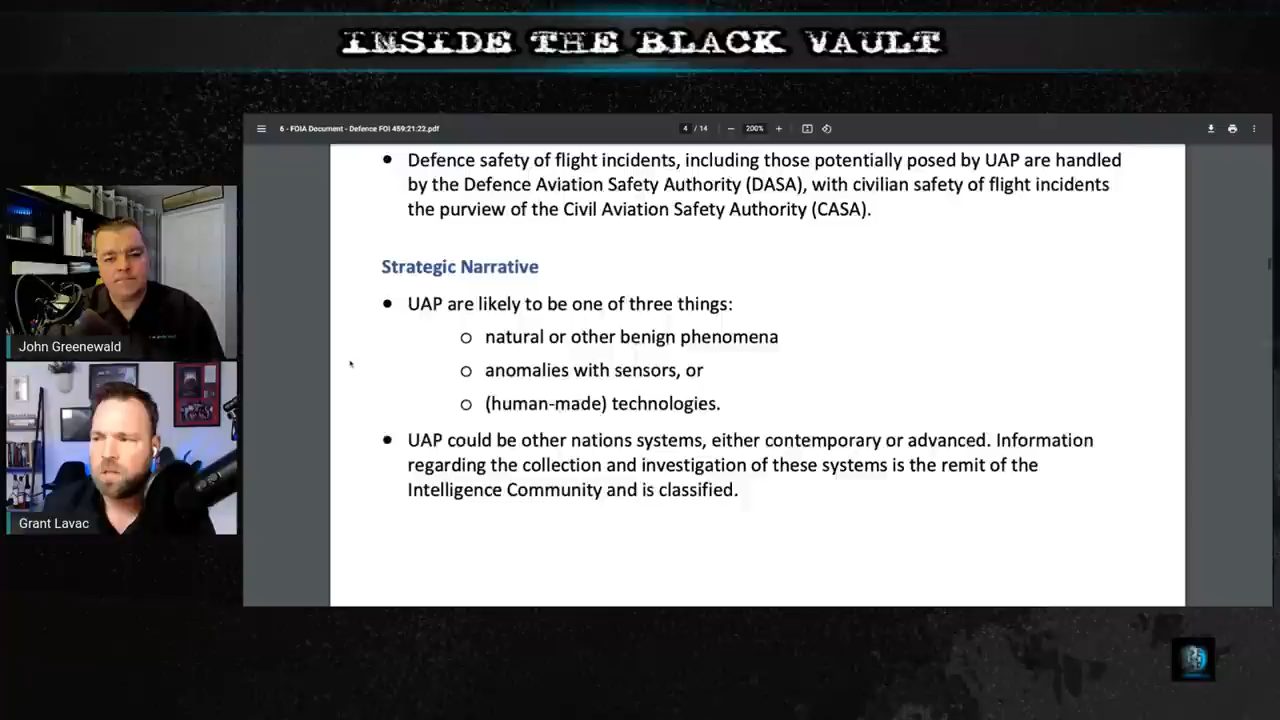 INSIDE THE BLACK VAULT
6 - FOIA Document - Defence FOI 459:21:22.pdf
4 / 14
200%
• Defence safety of flight incidents, including those potentially posed by UAP are handled
by the Defence Aviation Safety Authority (DASA), with civilian safety of flight incidents
the purview of the Civil Aviation Safety Authority (CASA).
Strategic Narrative
• UAP are likely to be one of three things:
o natural or other benign phenomena
o anomalies with sensors, or
o (human-made) technologies.
• UAP could be other nations systems, either contemporary or advanced. Information
regarding the collection and investigation of these systems is the remit of the
Intelligence Community and is classified.
John Greenewald
Grant Lavac